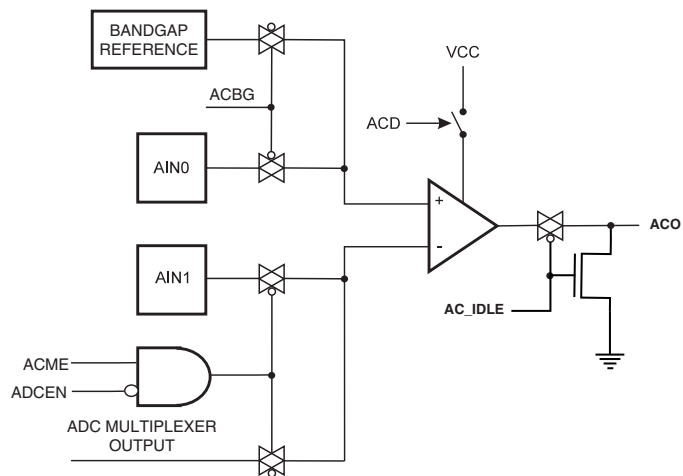 BANDGAP
REFERENCE
VCC
ACBG
ACD
AIN0
+
-
ACO
AIN1
AC_IDLE
ACME
ADCEN
ADC MULTIPLEXER
OUTPUT